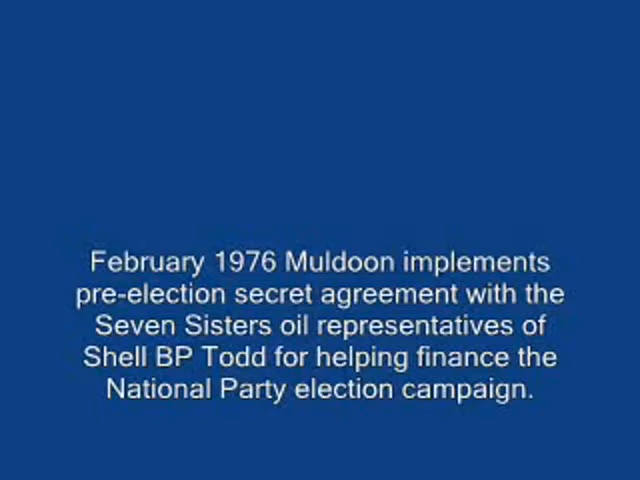 February 1976 Muldoon implements
pre-election secret agreement with the
Seven Sisters oil representatives of
Shell BP Todd for helping finance the
National Party election campaign.